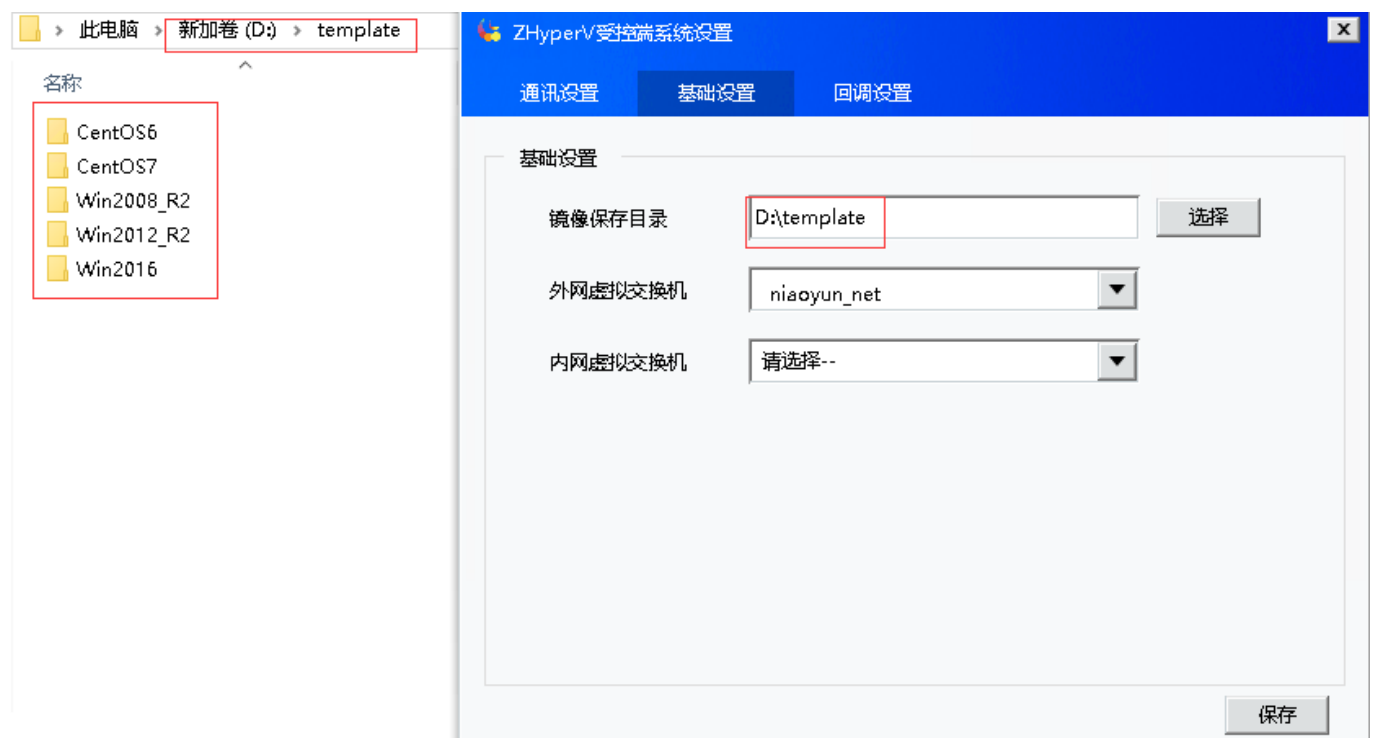 此电脑 > 新加卷 (D:) > template
名称
CentOS6
CentOS7
Win2008_R2
Win2012_R2
Win2016
ZHyperV受控端系统设置
通讯设置 基础设置 回调设置
基础设置
镜像保存目录 D:\template 选择
外网虚拟交换机 niaoyun_net
内网虚拟交换机 请选择--
保存